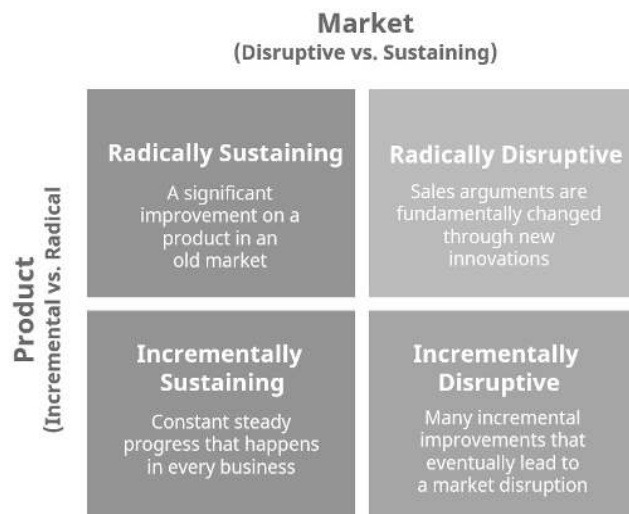 Market
(Disruptive vs. Sustaining)
Product
(Incremental vs. Radical
Radically Sustaining
A significant
improvement on a
product in an
old market
Radically Disruptive
Sales arguments are
fundamentally changed
through new
innovations
Incrementally
Sustaining
Constant steady
progress that happens
in every business
Incrementally
Disruptive
Many incremental
improvements that
eventually lead to
a market disruption